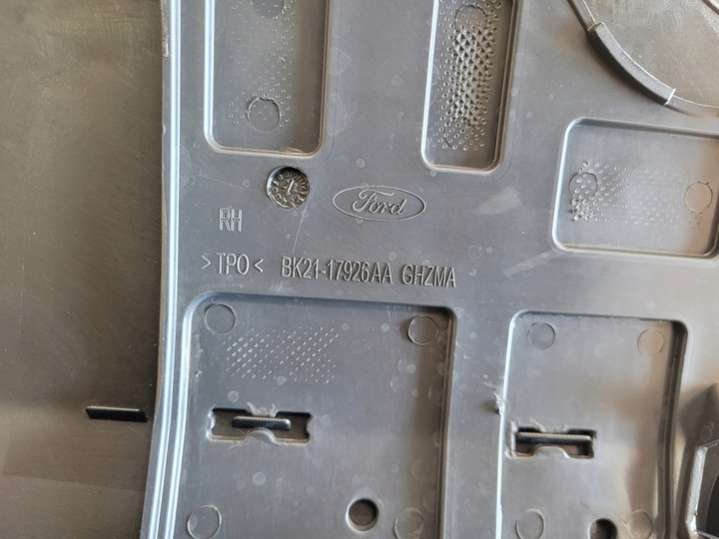 Ford
RH
>TPO< BK21-17926AA GHZMA